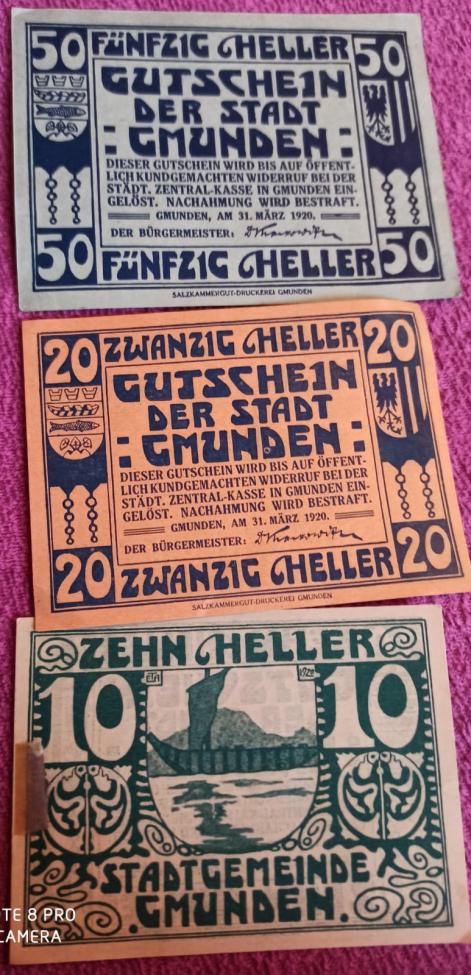 50 FÜNFZIG HELLER 50
GUTSCHEIN
DER STADT
: GMUNDEN :
DIESER GUTSCHEIN WIRD BIS AUF ÖFFENT-
LICH KUNDGEMACHTEN WIDERRUF BEI DER
STÄDT. ZENTRAL-KASSE IN GMUNDEN EIN-
GELÖST. NACHAHMUNG WIRD BESTRAFT.
GMUNDEN, AM 31. MÄRZ 1920.
DER BÜRGERMEISTER:
50 FÜNFZIG HELLER 50
SALZKAMMERGUT-DRUCKEREI GMUNDEN
20 ZWANZIG HELLER 20
GUTSCHEIN
DER STADT
: GMUNDEN :
DIESER GUTSCHEIN WIRD BIS AUF ÖFFENT-
LICH KUNDGEMACHTEN WIDERRUF BEI DER
STÄDT. ZENTRAL-KASSE IN GMUNDEN EIN-
GELÖST. NACHAHMUNG WIRD BESTRAFT.
GMUNDEN, AM 31. MÄRZ 1920.
DER BÜRGERMEISTER:
20 ZWANZIG HELLER 20
SALZKAMMERGUT-DRUCKEREI GMUNDEN
ZEHN HELLER
10 1920 10
STADTGEMEINDE
.GMUNDEN.
TE 8 PRO
CAMERA